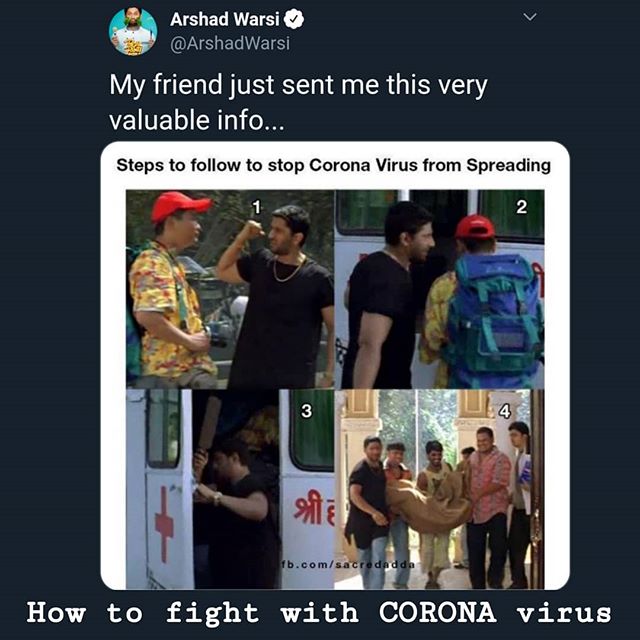 Arshad Warsi
@ArshadWarsi
My friend just sent me this very
valuable info...
Steps to follow to stop Corona Virus from Spreading
1
2
3
4
श्री
fb.com/sacredadda
How to fight with CORONA virus